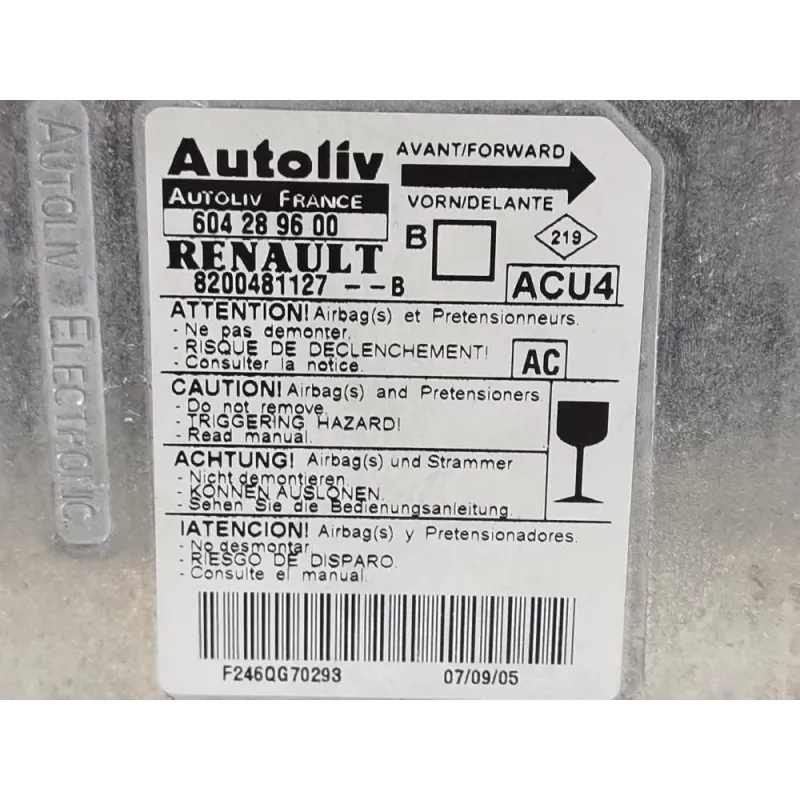 AUTOLIV ELECTRONIC
Autoliv
AUTOLIV FRANCE
604 28 96 00
AVANT/FORWARD
VORN/DELANTE
B
219
RENAULT
8200481127 --B
ACU4
ATTENTION! Airbag(s) et Pretensionneurs.
- Ne pas demonter.
- RISQUE DE DECLENCHEMENT!
- Consulter la notice.
AC
CAUTION! Airbag(s) and Pretensioners.
- Do not remove.
- TRIGGERING HAZARD!
- Read manual.
ACHTUNG! Airbag(s) und Strammer
- Nicht demontieren.
- KONNEN AUSLONEN.
- Sehen Sie die Bedienungsanleitung.
IATENCION! Airbag(s) y Pretensionadores.
- No desmontar.
- RIESGO DE DISPARO.
- Consulte el manual.
F246QG70293
07/09/05